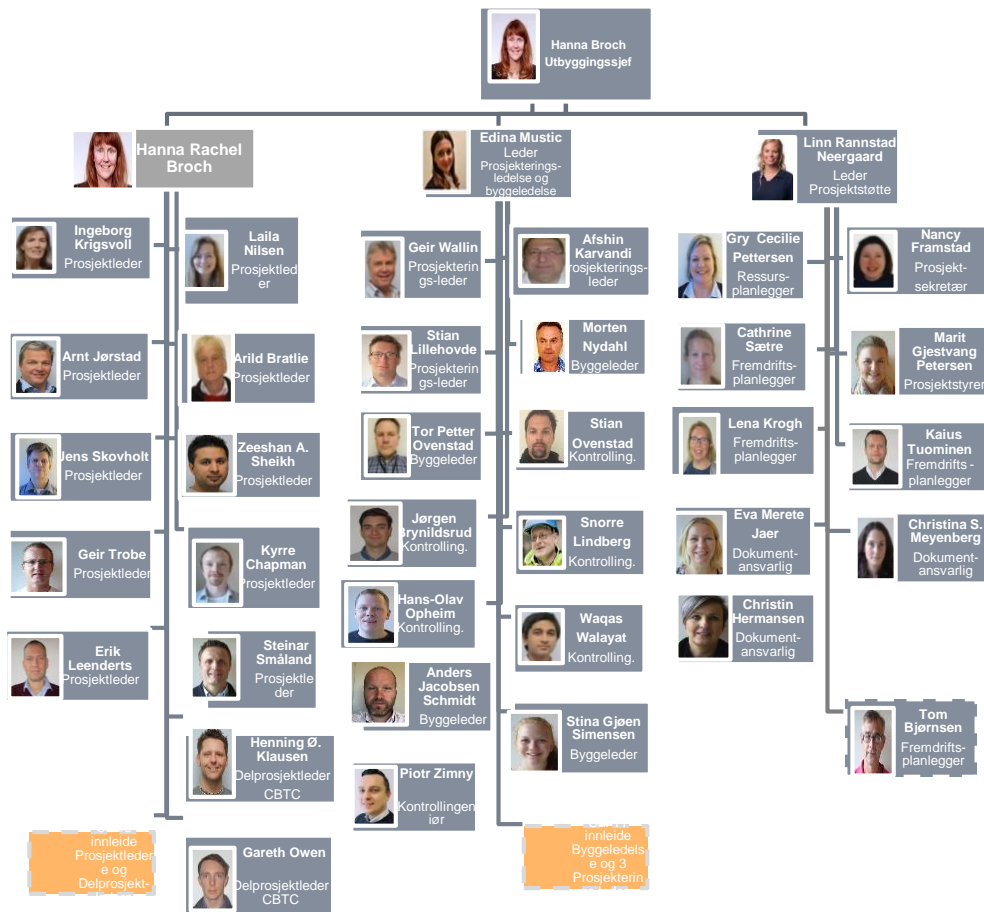 Hanna Broch
Utbyggingssjef
Hanna Rachel
Broch
Edina Mustic
Leder
Prosjekterings-
ledelse og
byggeledelse
Linn Rannstad
Neergaard
Leder
Prosjektstøtte
Ingeborg
Krigsvoll
Prosjektleder
Laila
Nilsen
Prosjektled
er
Arnt Jørstad
Prosjektleder
Arild Bratlie
Prosjektleder
Jens Skovholt
Prosjektleder
Zeeshan A.
Sheikh
Prosjektleder
Geir Trobe
Prosjektleder
Kyrre
Chapman
Prosjektleder
Erik
Leenderts
Prosjektleder
Steinar
Småland
Prosjektle
der
Henning Ø.
Klausen
Delprosjektleder
CBTC
innleide
Prosjektleder
e og
Delprosjekt-
Gareth Owen
Delprosjektleder
CBTC
Geir Wallin
Prosjekterin
gs-leder
Afshin
Karvandi
rosjekterings-
leder
Stian
Lillehovde
Prosjekterin
gs-leder
Morten
Nydahl
Byggeleder
Tor Petter
Ovenstad
Byggeleder
Stian
Ovenstad
Kontrolling.
Jørgen
Brynildsrud
Kontrolling.
Snorre
Lindberg
Kontrolling.
Hans-Olav
Opheim
Kontrolling.
Waqas
Walayat
Kontrolling.
Anders
Jacobsen
Schmidt
Byggeleder
Stina Gjøen
Simensen
Byggeleder
Piotr Zimny
Kontrollingen
iør
innleide
Byggeledels
e og 3
Prosjekterin
Gry Cecilie
Pettersen
Ressurs-
planlegger
Nancy
Framstad
Prosjekt-
sekretær
Cathrine
Sætre
Fremdrifts-
planlegger
Marit
Gjestvang
Petersen
Prosjektstyrer
Lena Krogh
Fremdrifts-
planlegger
Kaius
Tuominen
Fremdrifts -
planlegger
Eva Merete
Jaer
Dokument-
ansvarlig
Christina S.
Meyenberg
Dokument-
ansvarlig
Christin
Hermansen
Dokument-
ansvarlig
Tom
Bjørnsen
Fremdrifts-
planlegger